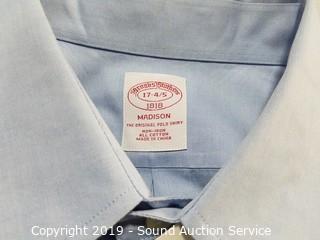 Brooks Brothers
17-4/5
1818
MADISON
THE ORIGINAL POLO SHIRT
NON-IRON
ALL COTTON
MADE IN CHINA
Copyright 2019 - Sound Auction Service